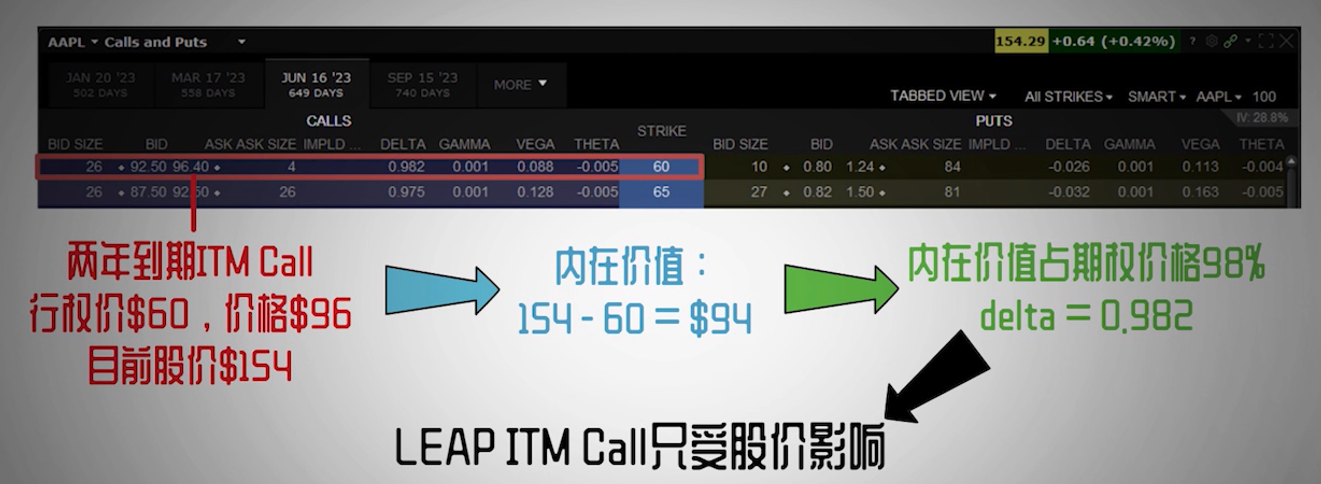 AAPL Calls and Puts 154.29 +0.64 (+0.42%) ?
JAN 20 '23 MAR 17 '23 JUN 16 '23 SEP 15 '23 MORE
502 DAYS 558 DAYS 649 DAYS 740 DAYS
TABBED VIEW All STRIKES SMART AAPL 100
CALLS STRIKE PUTS IV: 28.8%
BID SIZE BID ASK ASK SIZE IMPLD ... DELTA GAMMA VEGA THETA BID SIZE BID ASK ASK SIZE IMPLD ... DELTA GAMMA VEGA THETA
26 92.50 96.40 4 0.982 0.001 0.088 -0.005 60 10 0.80 1.24 84 -0.026 0.001 0.113 -0.004
26 87.50 92.50 26 0.975 0.001 0.128 -0.005 65 27 0.82 1.50 81 -0.032 0.001 0.163 -0.005
两年到期ITM Call
行权价$60，价格$96
目前股价$154
内在价值：
154 - 60 = $94
内在价值占期权价格98%
delta = 0.982
LEAP ITM Call只受股价影响